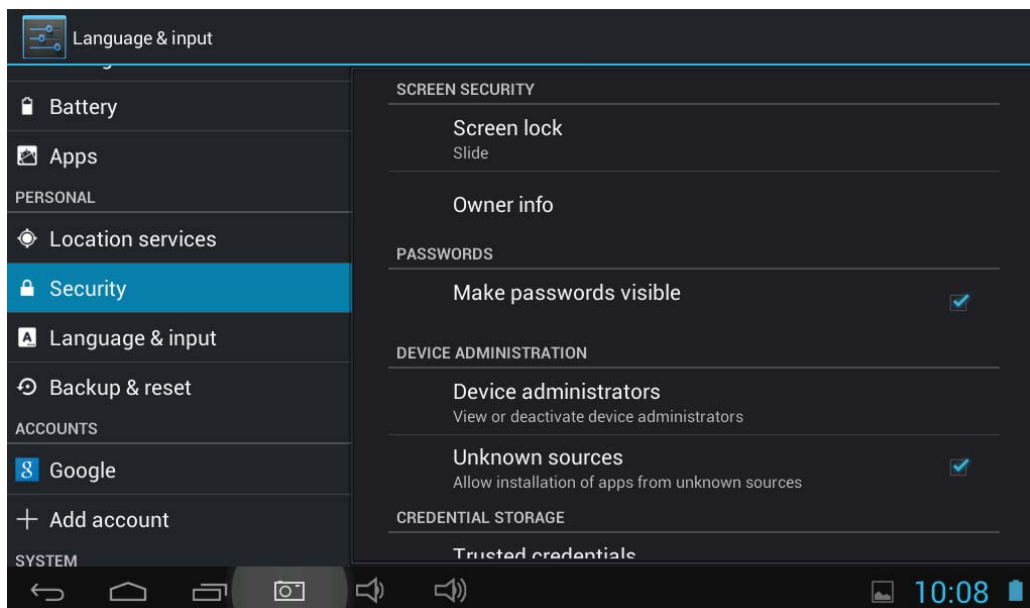 Language & input
Battery
Apps
PERSONAL
Location services
Security
Language & input
Backup & reset
ACCOUNTS
Google
Add account
SYSTEM
SCREEN SECURITY
Screen lock
Slide
Owner info
PASSWORDS
Make passwords visible
DEVICE ADMINISTRATION
Device administrators
View or deactivate device administrators
Unknown sources
Allow installation of apps from unknown sources
CREDENTIAL STORAGE
Trusted credentials
10:08